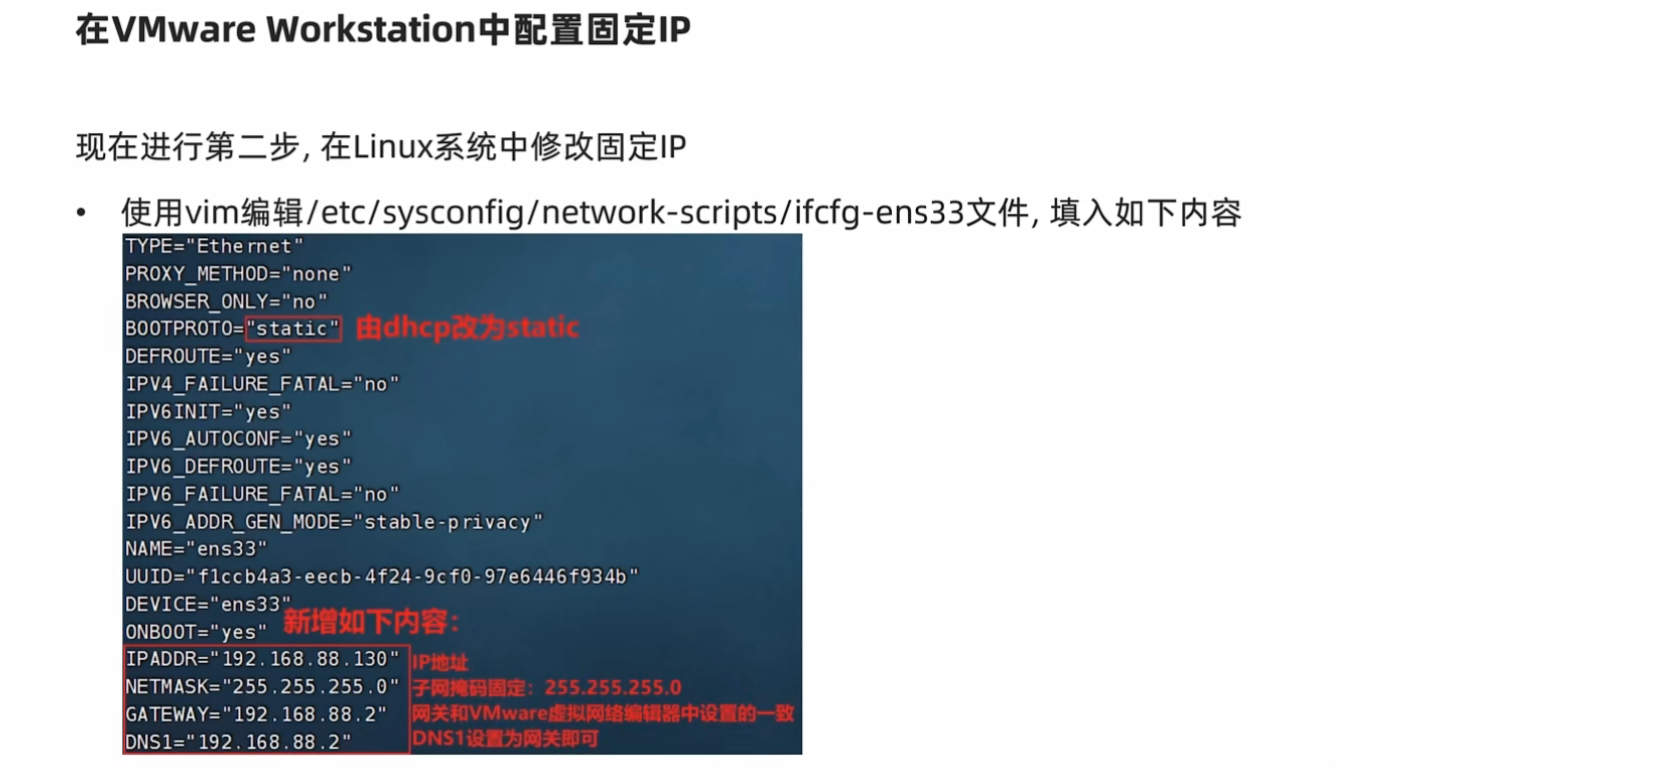 在VMware Workstation中配置固定IP
现在进行第二步, 在Linux系统中修改固定IP
• 使用vim编辑/etc/sysconfig/network-scripts/ifcfg-ens33文件, 填入如下内容
TYPE="Ethernet"
PROXY_METHOD="none"
BROWSER_ONLY="no"
BOOTPROTO="static" 由dhcp改为static
DEFROUTE="yes"
IPV4_FAILURE_FATAL="no"
IPV6INIT="yes"
IPV6_AUTOCONF="yes"
IPV6_DEFROUTE="yes"
IPV6_FAILURE_FATAL="no"
IPV6_ADDR_GEN_MODE="stable-privacy"
NAME="ens33"
UUID="f1ccb4a3-eecb-4f24-9cf0-97e6446f934b"
DEVICE="ens33"
ONBOOT="yes" 新增如下内容：
IPADDR="192.168.88.130" IP地址
NETMASK="255.255.255.0" 子网掩码固定：255.255.255.0
GATEWAY="192.168.88.2" 网关和VMware虚拟网络编辑器中设置的一致
DNS1="192.168.88.2" DNS1设置为网关即可